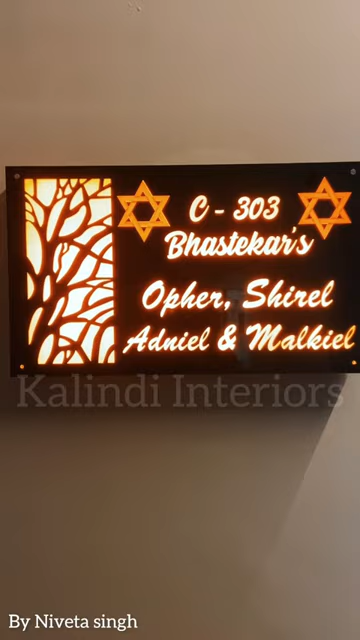 C - 303
Bhastekar's
Opher, Shirel
Adniel & Malkiel
Kalindi Interiors
By Niveta singh